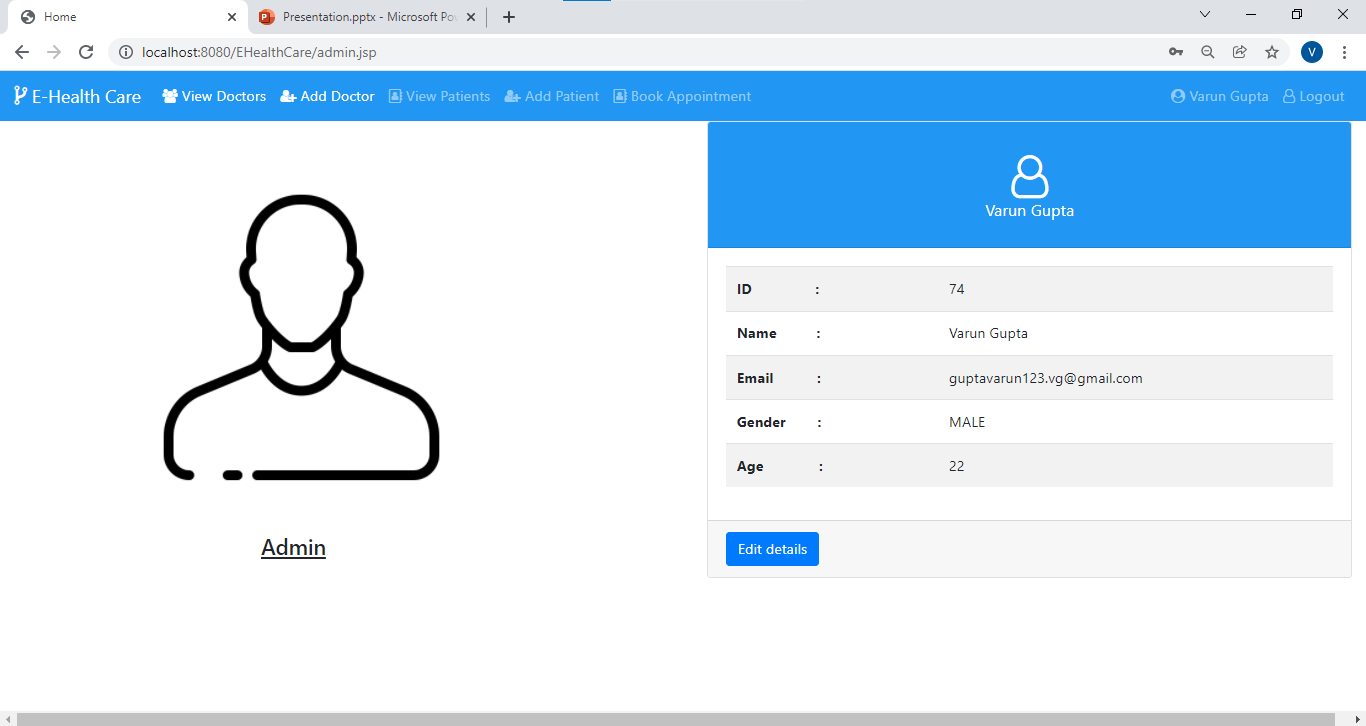 Home
Presentation.pptx - Microsoft Po
localhost:8080/EHealthCare/admin.jsp
V
E-Health Care View Doctors Add Doctor View Patients Add Patient Book Appointment Varun Gupta Logout
Varun Gupta
ID : 74
Name : Varun Gupta
Email : guptavarun123.vg@gmail.com
Gender : MALE
Age : 22
Admin
Edit details